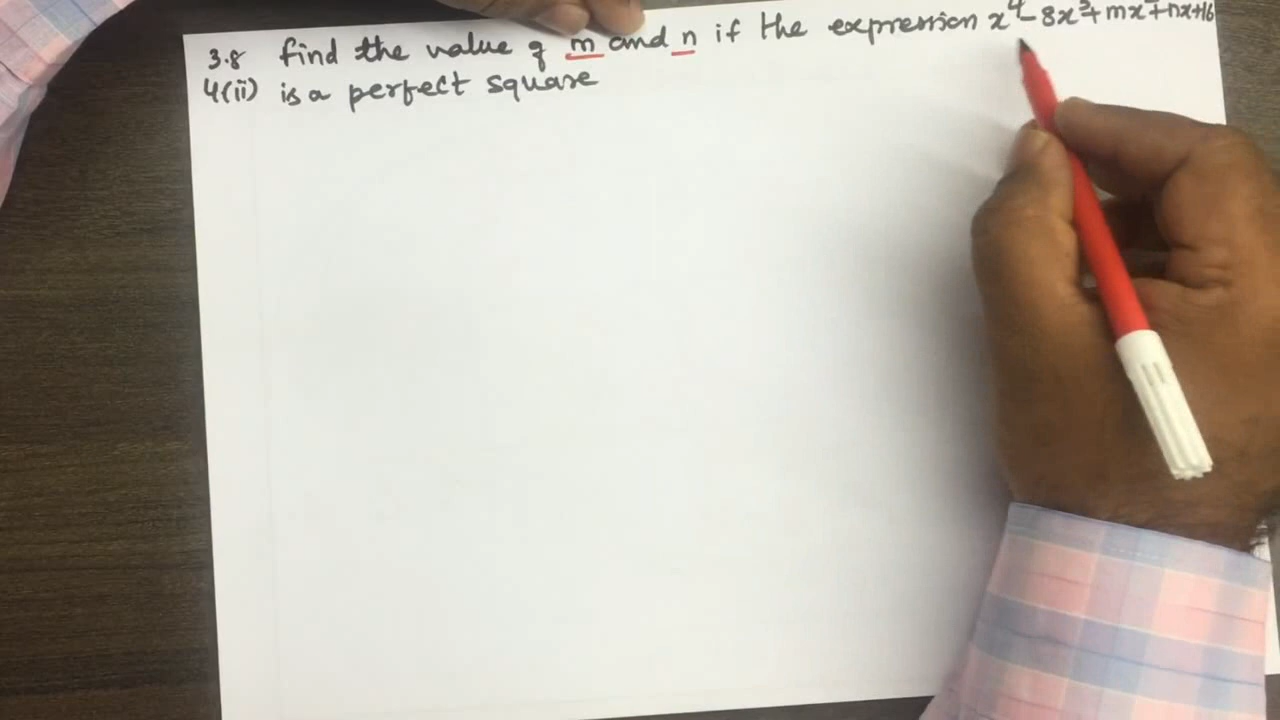 3.8 find the value of m and n if the expression x⁴-8x³+mx²+nx+16
4(ii) is a perfect square